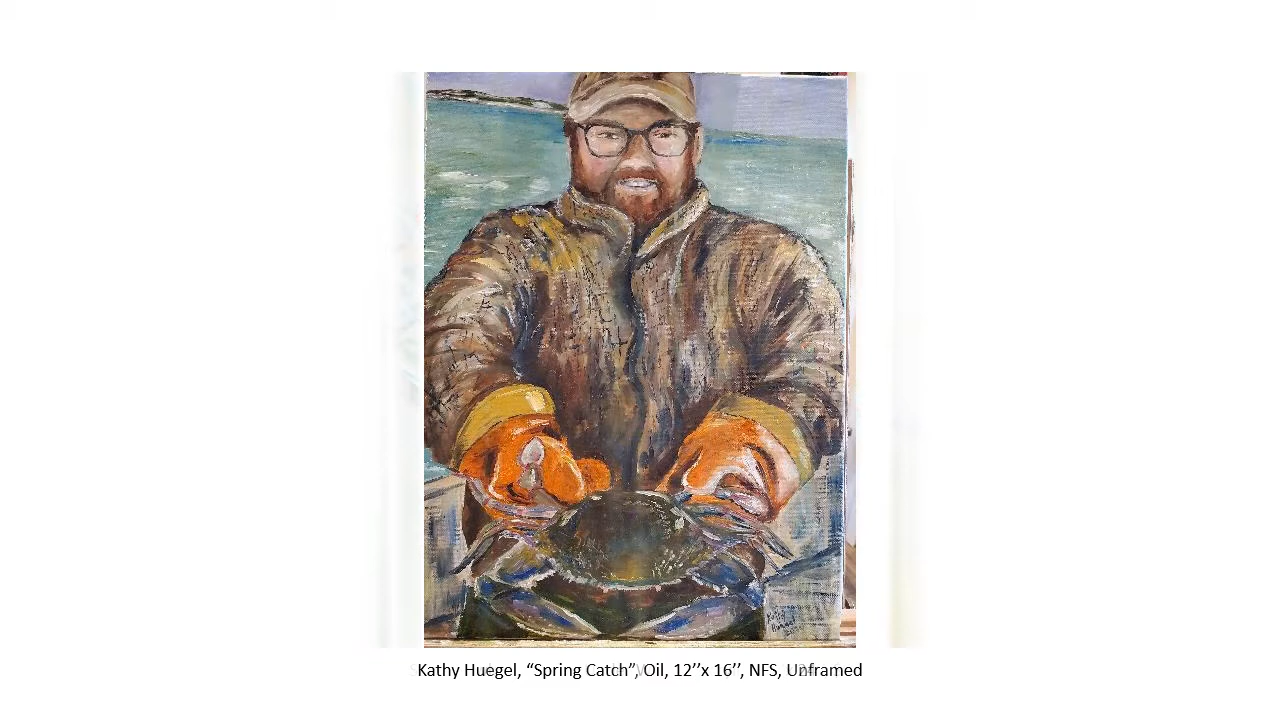 Kathy Huegel, “Spring Catch”, Oil, 12’’x 16’’, NFS, Unframed